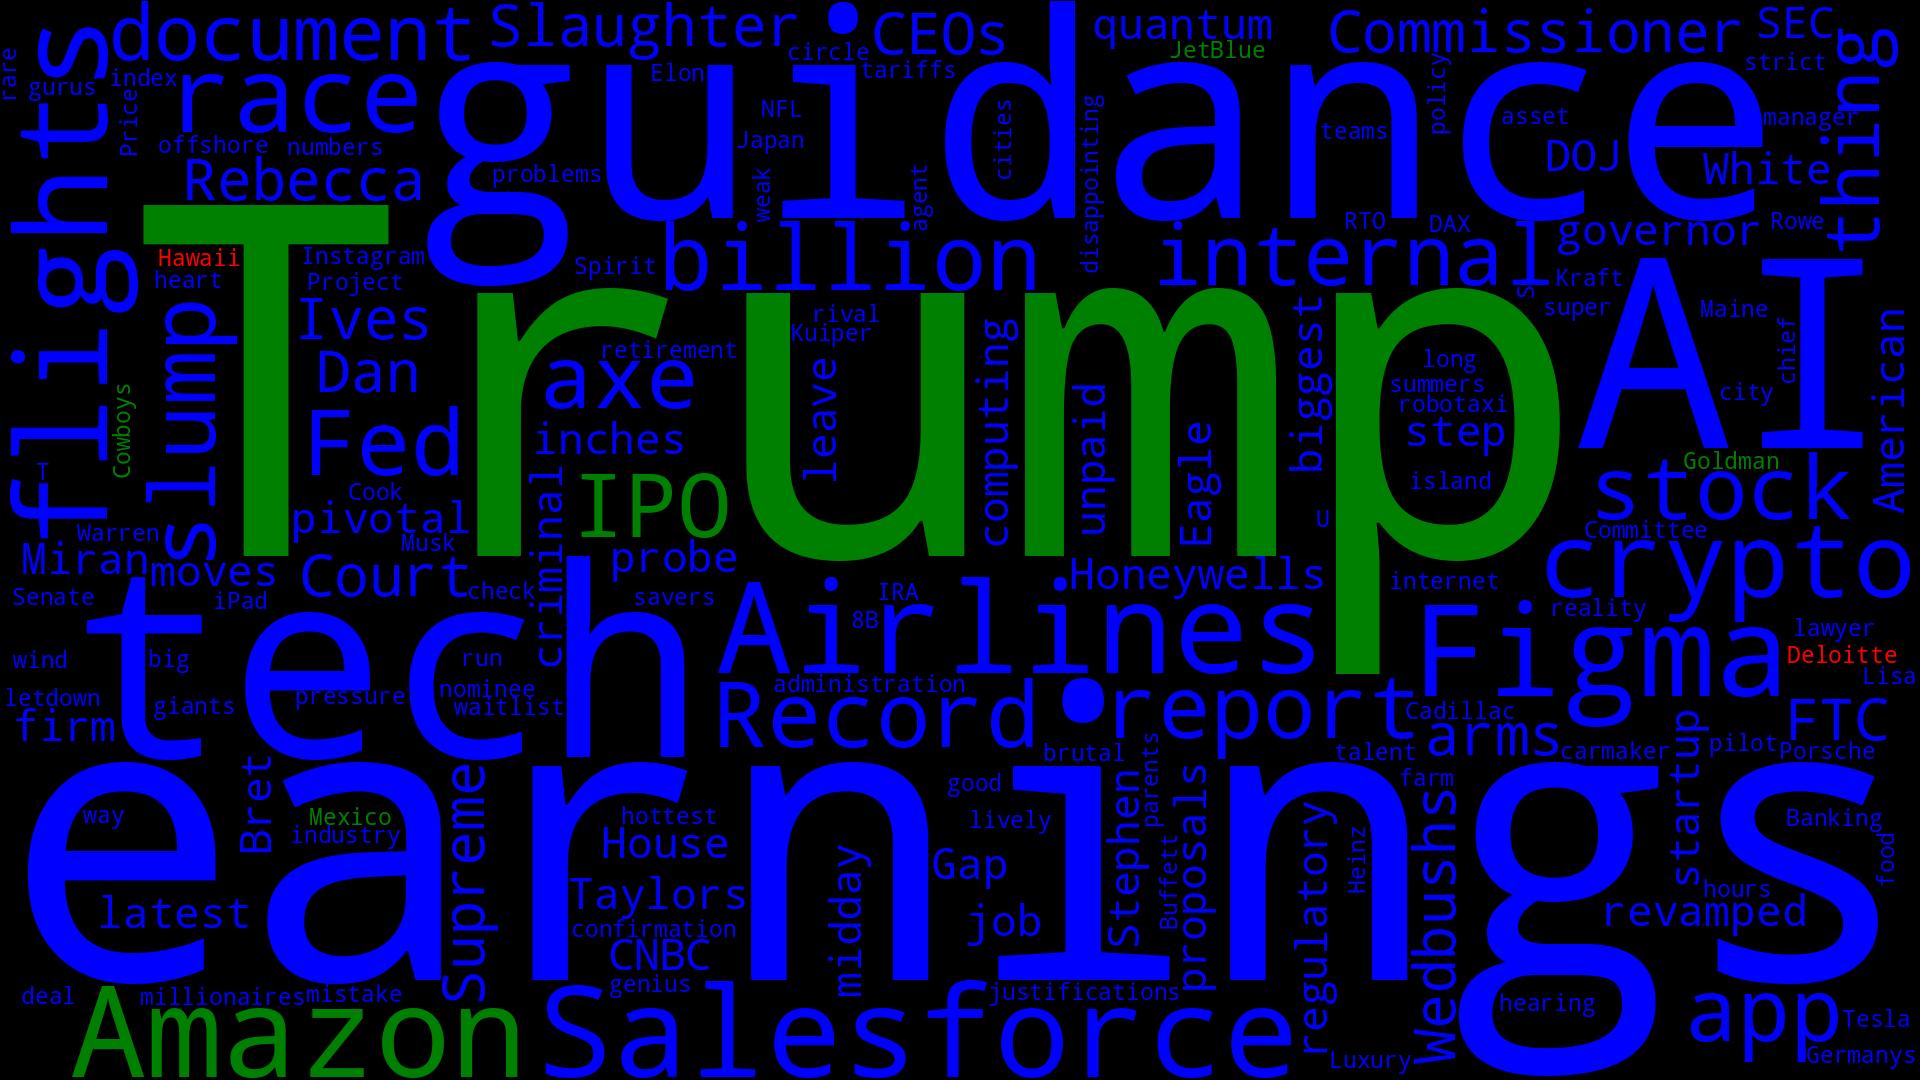 document
Slaughter
circle
CEOs
quantum
JetBlue
Commissioner
SEC
strict
thing
rare
gurus
index
flights
race
Price
guidance
Elon
tariffs
NFL
Japan
cities
disappointing
policy
teams
asset
manager
DOJ
White
offshore
numbers
Rebecca
problems
weak
agent
RTO
DAX
governor
Rowe
Trump
Hawaii
heart
Instagram
Project
Spirit
billion
internal
S
Kraft
super
Maine
AI
chief
city
American
slump
Ives
Dan
retirement
rival
Kuiper
axe
leave
computing
unpaid
Eagle
biggest
long
summers
robotaxi
step
island
U
Cowboys
T
Fed
inches
criminal
IPO
Goldman
stock
Committee
crypto
Cook
pivotal
Musk
Warren
Miran
moves
Court
check
probe
Honeywells
internet
reality
Senate
iPad
savers
IRA
8B
Airlines
Figma
lawyer
Deloitte
Lisa
tech
wind
big
run
letdown
giants
pressure
nominee
waitlist
administration
firm
Record
report
Cadillac
arms
carmaker
talent
FTC
pilot
Porsche
startup
brutal
parents
farm
earnings
way
Bret
Mexico
industry
Supreme
hottest
House
good
lively
Stephen
Buffett
proposals
regulatory
Heinz
Wedbushs
Banking
food
hours
revamped
latest
Taylors
midday
Gap
job
confirmation
CNBC
genius
justifications
hearing
deal
millionaires
mistake
Amazon
Salesforce
Luxury
app
Tesla
Germanys